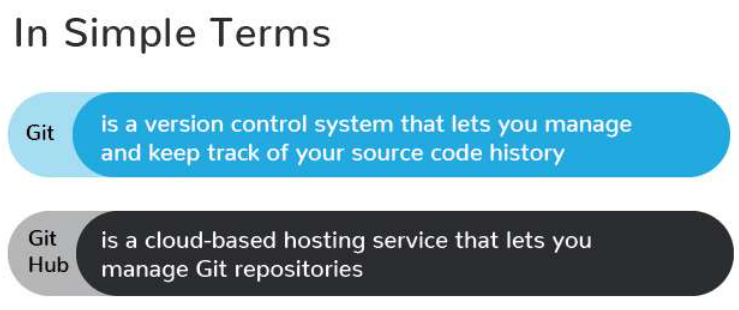 In Simple Terms
Git
is a version control system that lets you manage
and keep track of your source code history
Git
Hub
is a cloud-based hosting service that lets you
manage Git repositories